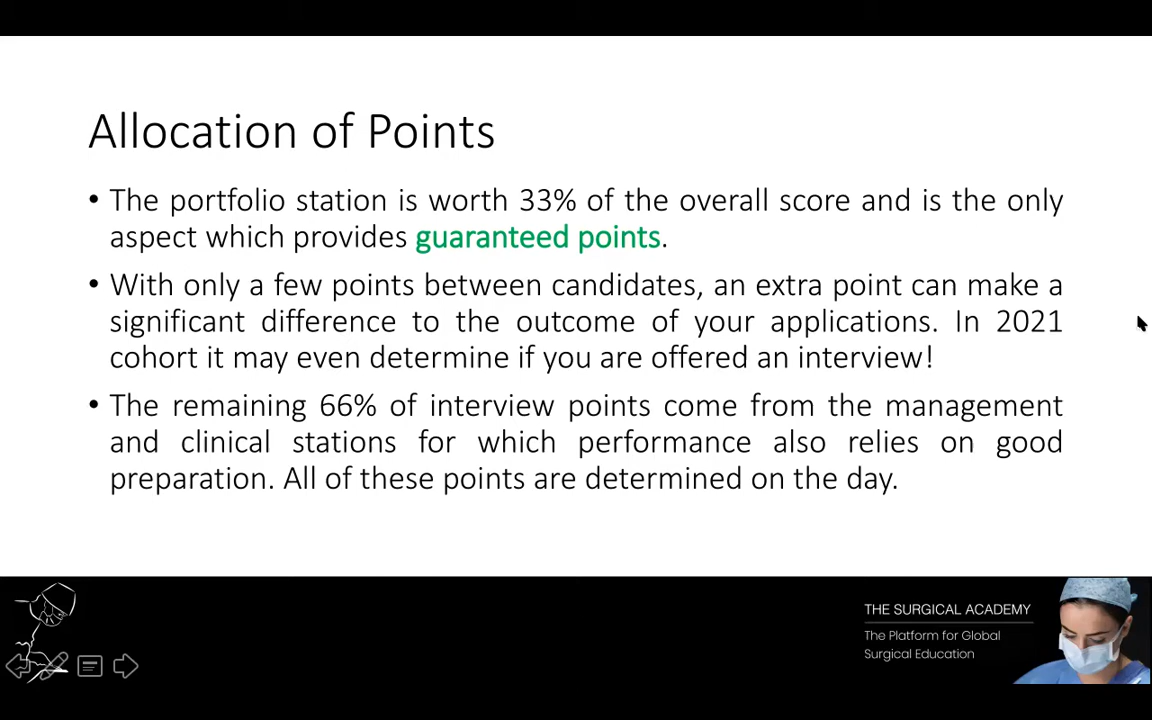 Allocation of Points
• The portfolio station is worth 33% of the overall score and is the only
aspect which provides guaranteed points.
• With only a few points between candidates, an extra point can make a
significant difference to the outcome of your applications. In 2021
cohort it may even determine if you are offered an interview!
• The remaining 66% of interview points come from the management
and clinical stations for which performance also relies on good
preparation. All of these points are determined on the day.
THE SURGICAL ACADEMY
The Platform for Global
Surgical Education